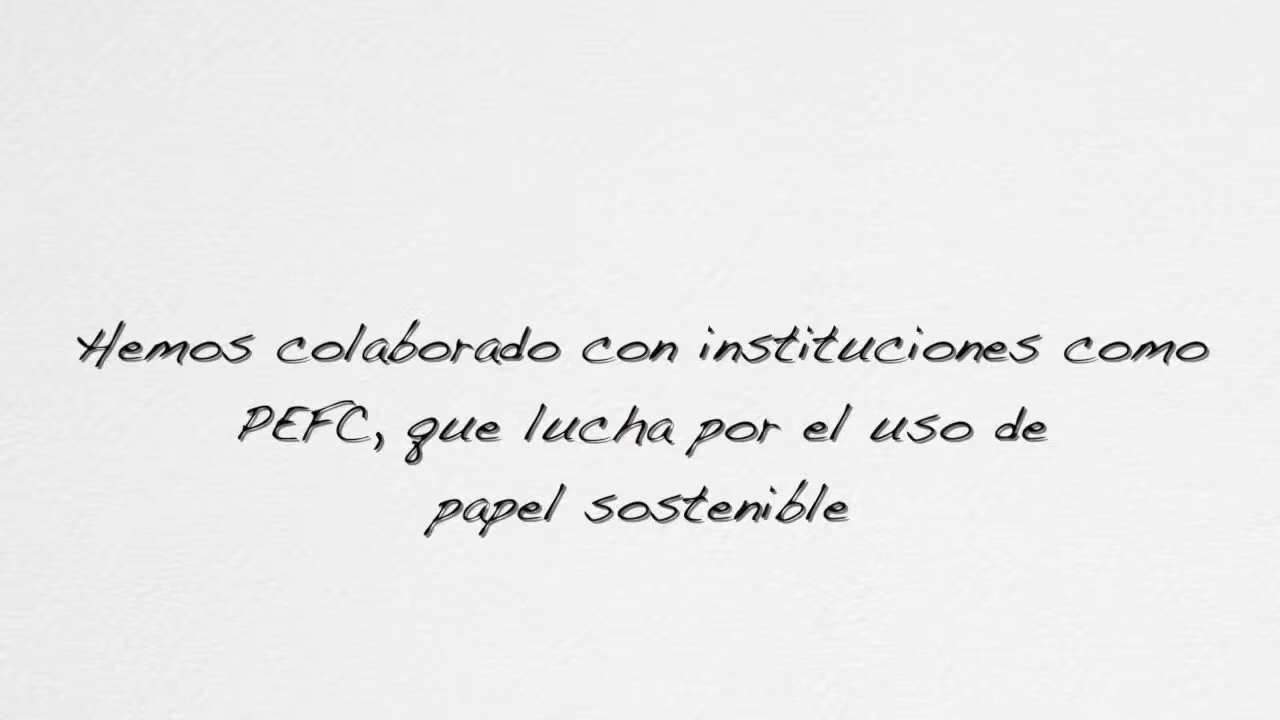 Hemos colaborado con instituciones como
PEFC, que lucha por el uso de
papel sostenible